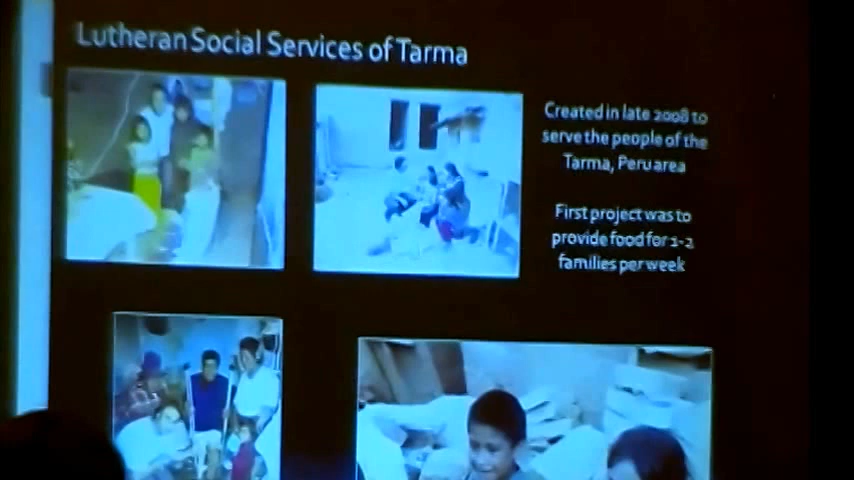 Lutheran Social Services of Tarma
Created in late 2008 to
serve the people of the
Tarma, Peru area
First project was to
provide food for 1-2
families per week